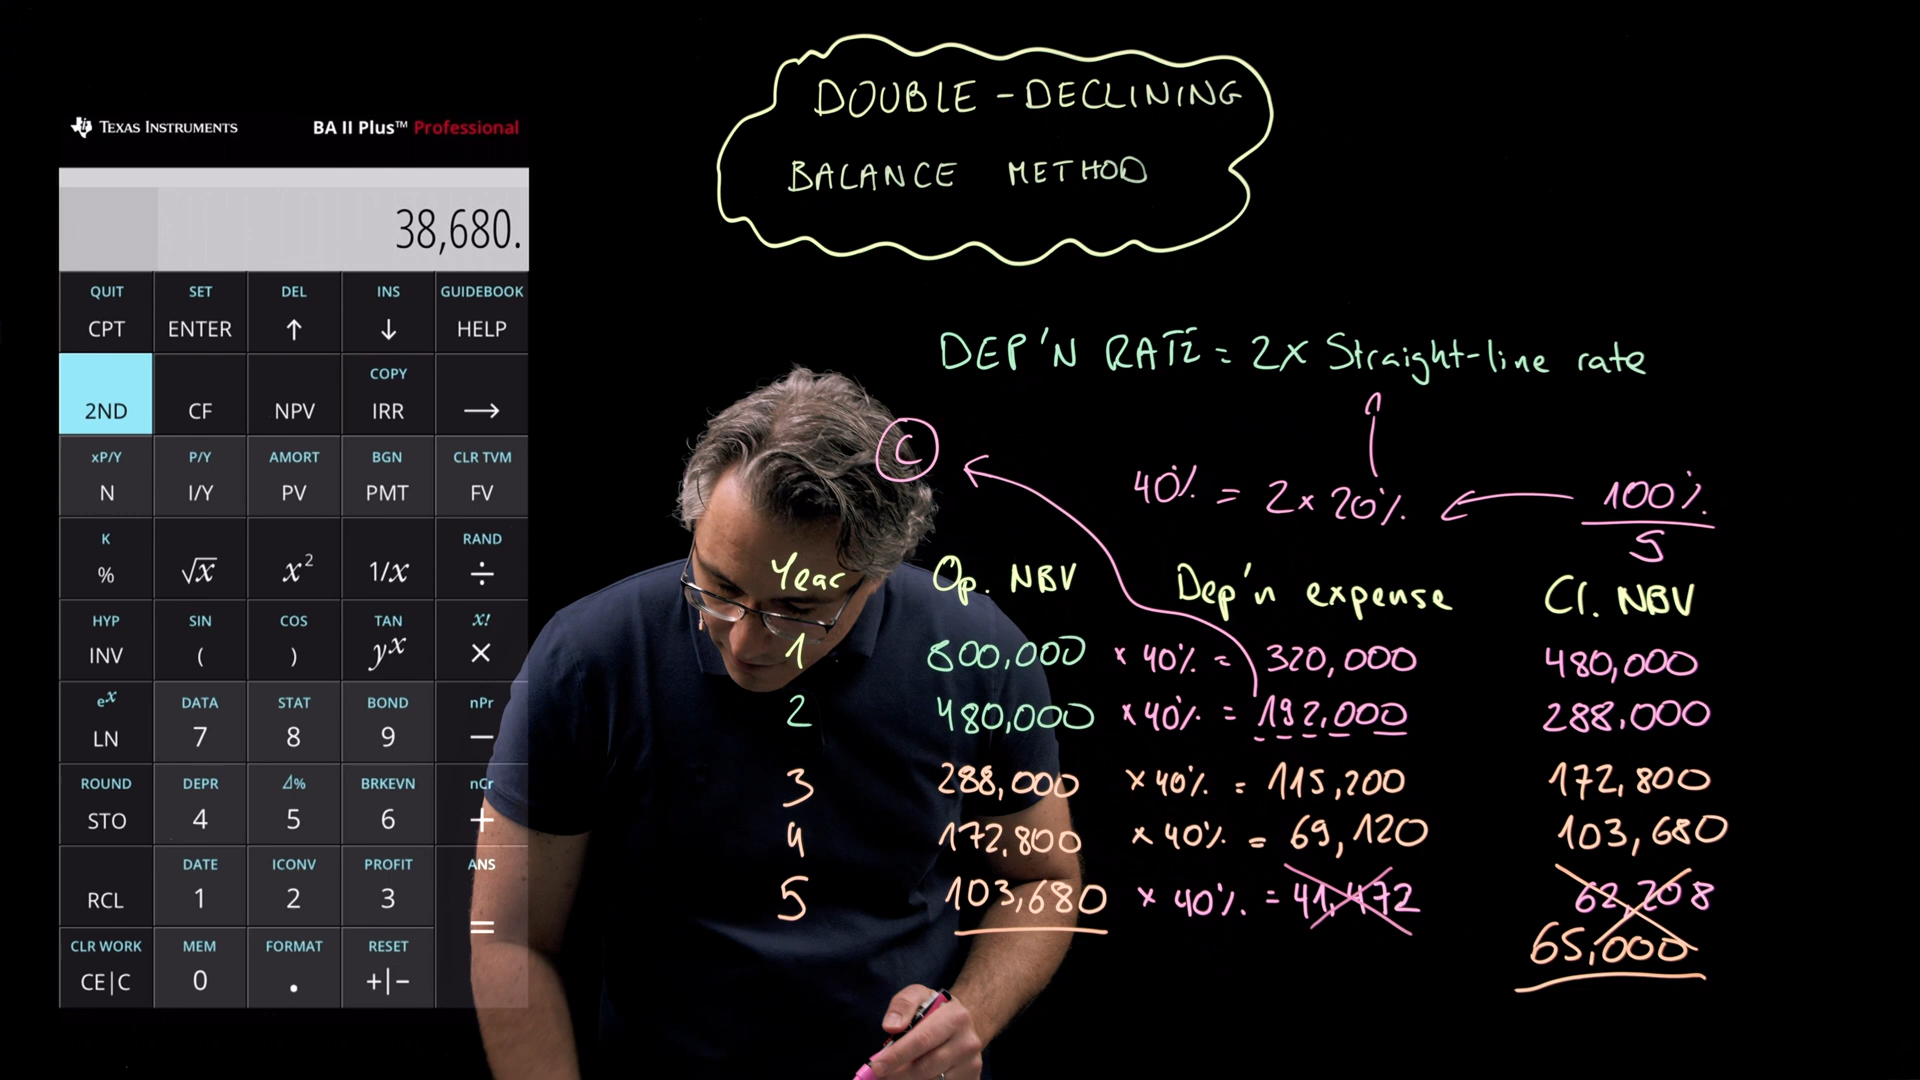 TEXAS INSTRUMENTS BA II Plus™ Professional
38,680.
QUIT SET DEL INS GUIDEBOOK
CPT ENTER ↑ ↓ HELP
COPY
2ND CF NPV IRR →
xP/Y P/Y AMORT BGN CLR TVM
N I/Y PV PMT FV
K RAND
% √x x² 1/x ÷
HYP SIN COS TAN x!
INV ( ) yˣ ×
eˣ DATA STAT BOND nPr
LN 7 8 9 −
ROUND DEPR Δ% BRKEVN nCr
STO 4 5 6 +
DATE ICONV PROFIT ANS
RCL 1 2 3 =
CLR WORK MEM FORMAT RESET
CE|C 0 . +|−
DOUBLE-DECLINING
BALANCE METHOD
DEP'N RATE = 2x Straight-line rate
C
40% = 2 x 20% ← 100%
5
Year Op. NBV Dep'n expense Cl. NBV
1 800,000 x 40% = 320,000 480,000
2 480,000 x 40% = 192,000 288,000
3 288,000 x 40% = 115,200 172,800
4 172,800 x 40% = 69,120 103,680
5 103,680 x 40% = 41,472 62,208
65,000